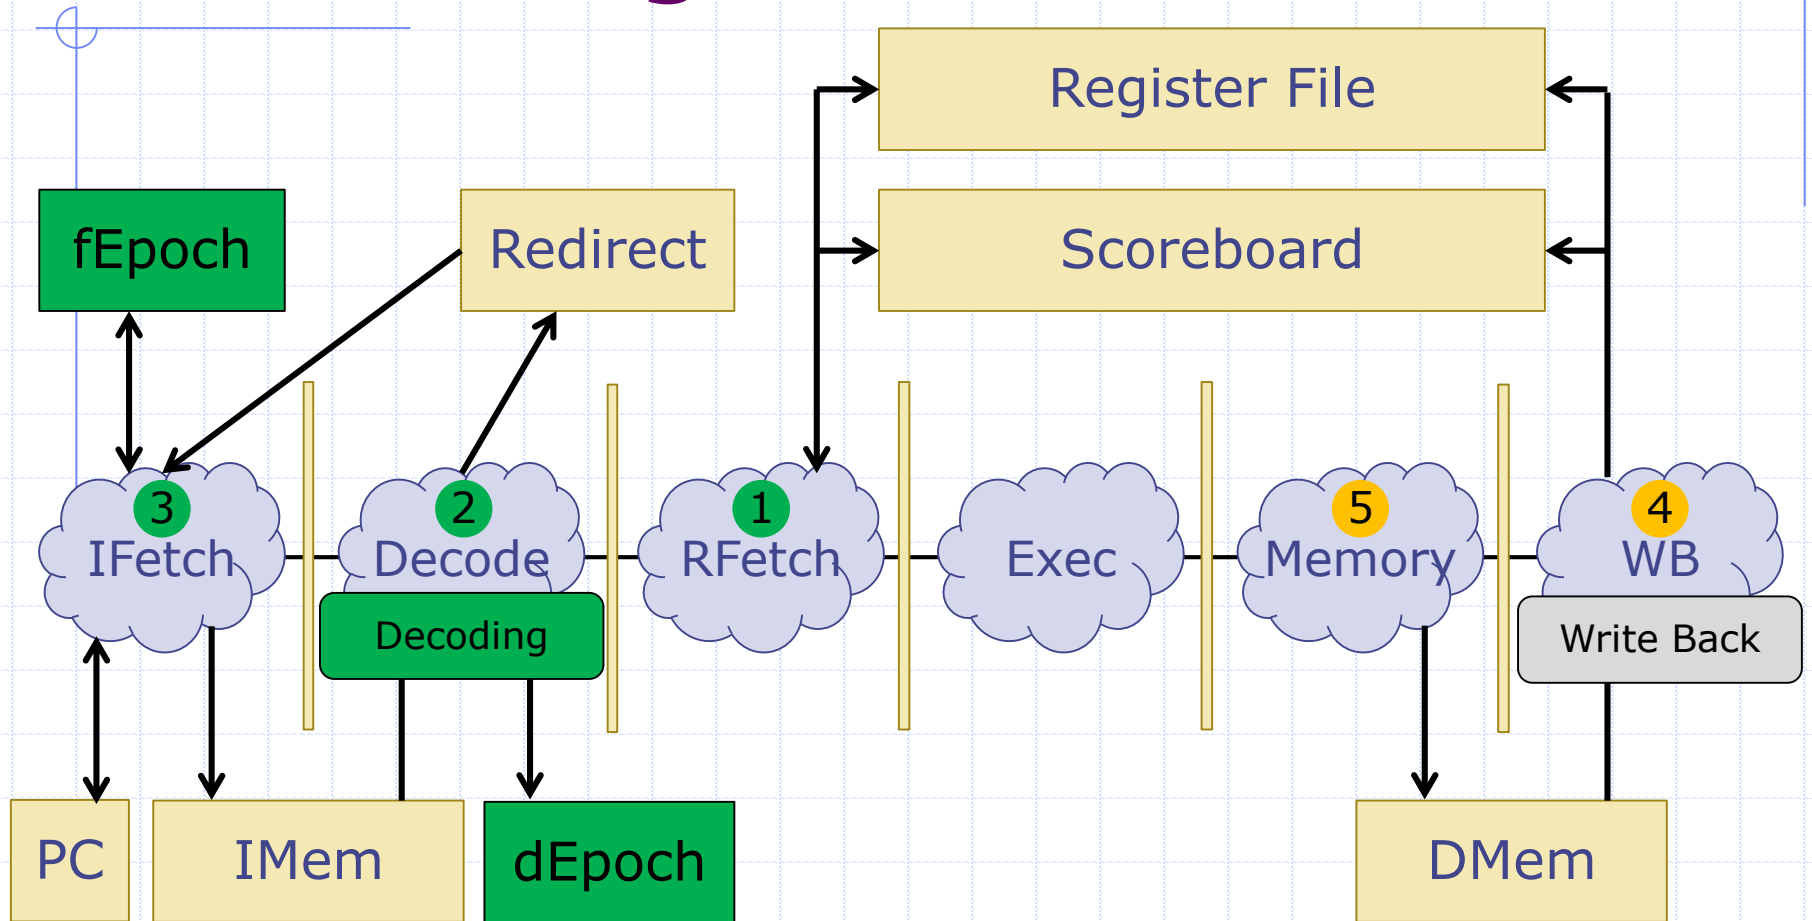 Register File
fEpoch
Redirect
Scoreboard
3
2
1
5
4
IFetch
Decode
RFetch
Exec
Memory
WB
Decoding
Write Back
PC
IMem
dEpoch
DMem